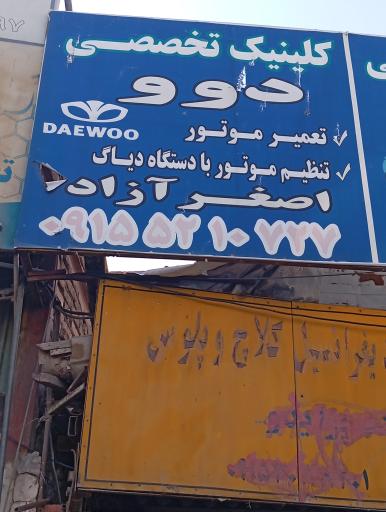 کلینیک تخصصی
دوو
DAEWOO
✓ تعمیر موتور
✓ تنظیم موتور با دستگاه دیاگ
اصغر آزاد
۰۹۱۵ ۵۲ ۱۰ ۷۲۷
کلاچ و پلوس